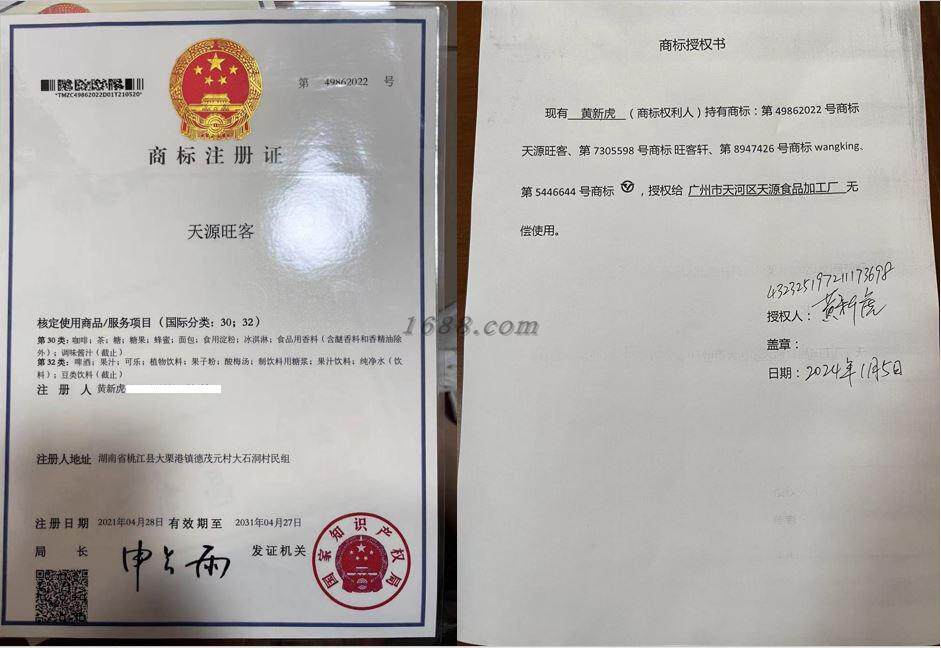 *TMZC49862022D01T210520*
第 49862022 号
商标注册证
天源旺客
核定使用商品/服务项目（国际分类：30；32）
第30类：咖啡；茶；糖；糖果；蜂蜜；面包；食用淀粉；冰淇淋；食品用香料（含醚香料和香精油除
外）；调味酱汁（截止）
第32类：啤酒；果汁；可乐；植物饮料；果子粉；酸梅汤；制饮料用糖浆；果汁饮料；纯净水（饮
料）；豆类饮料（截止）
注 册 人 黄新虎
注册人地址 湖南省桃江县大栗港镇德茂元村大石洞村民组
注册日期 2021年04月28日 有效期至 2031年04月27日
局 长 申长雨 发证机关
国家知识产权局
商标授权书
现有 黄新虎 （商标权利人）持有商标：第 49862022 号商标
天源旺客、第 7305598 号商标 旺客轩、第 8947426 号商标 wangking、
第 5446644 号商标 ，授权给 广州市天河区天源食品加工厂 无
偿使用。
432325197211173698
授权人：黄新虎
盖章：
日期：2024年11月5日
1688.com